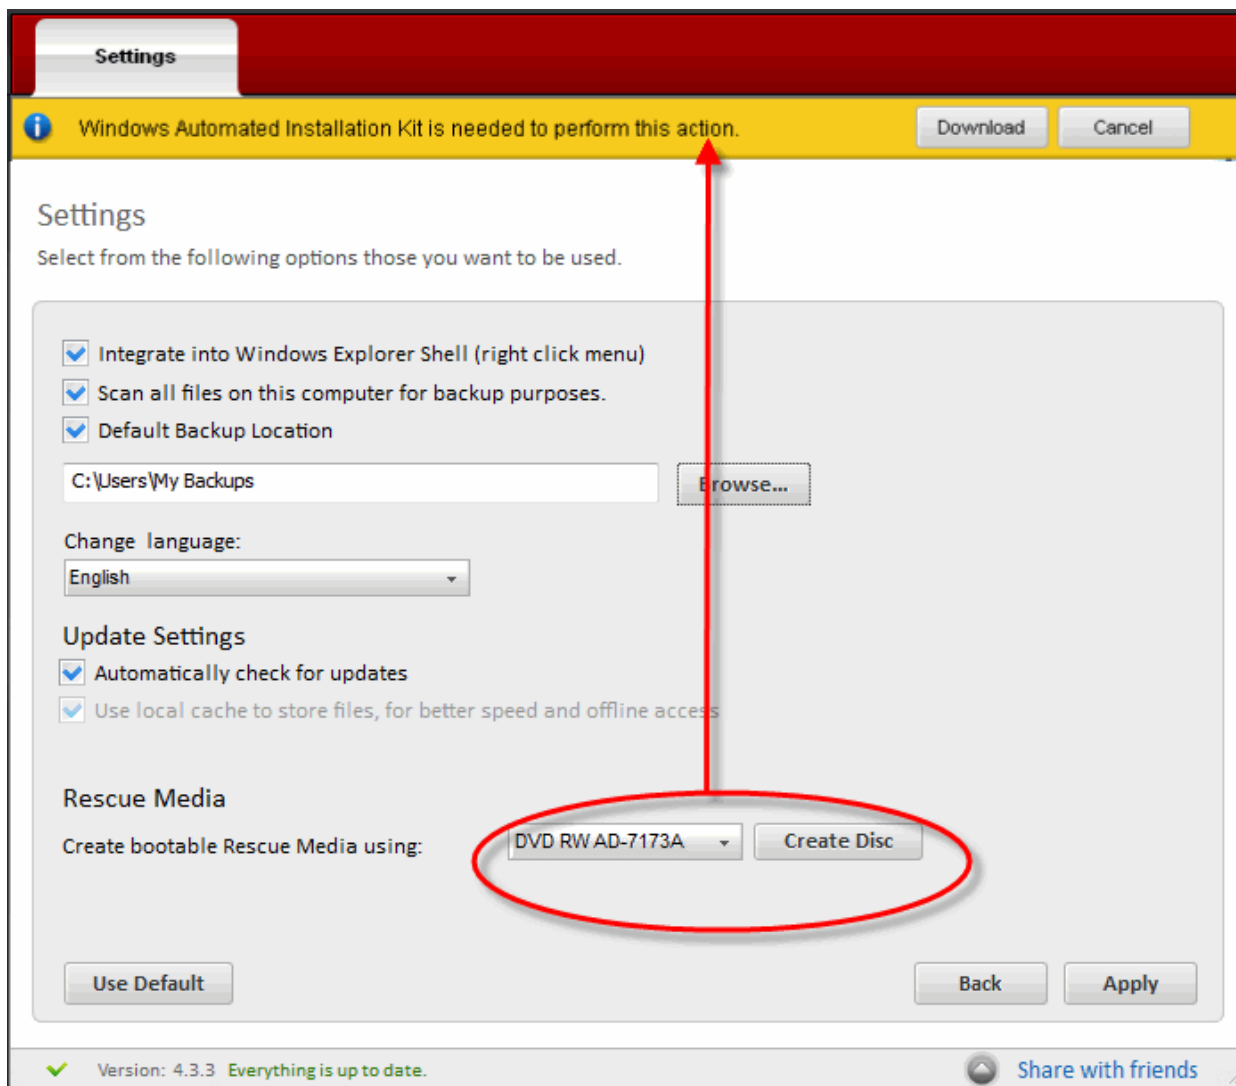 Settings
Windows Automated Installation Kit is needed to perform this action.
Download
Cancel
Settings
Select from the following options those you want to be used.
Integrate into Windows Explorer Shell (right click menu)
Scan all files on this computer for backup purposes.
Default Backup Location
C:\Users\My Backups
Browse...
Change language:
English
Update Settings
Automatically check for updates
Use local cache to store files, for better speed and offline access
Rescue Media
Create bootable Rescue Media using:
DVD RW AD-7173A
Create Disc
Use Default
Back
Apply
Version: 4.3.3 Everything is up to date.
Share with friends